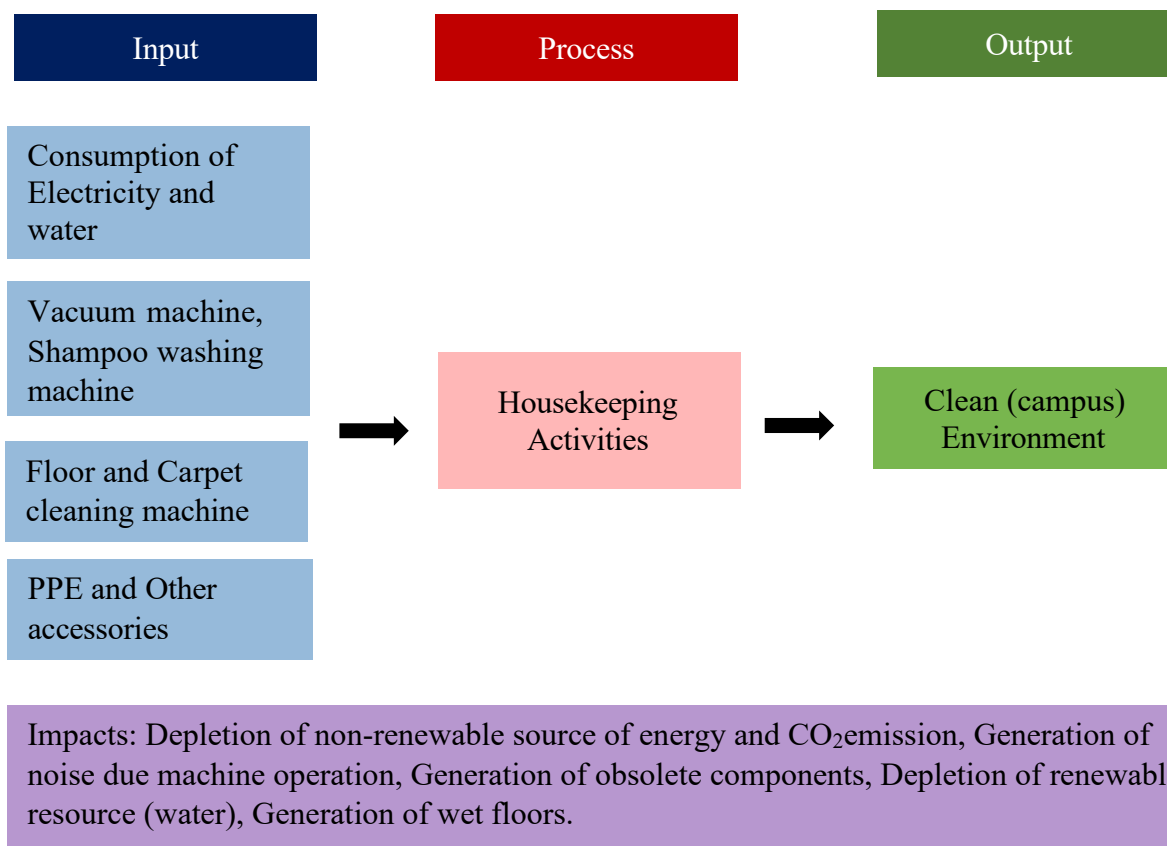 Input
Process
Output
Consumption of
Electricity and
water
Vacuum machine,
Shampoo washing
machine
Floor and Carpet
cleaning machine
PPE and Other
accessories
Housekeeping
Activities
Clean (campus)
Environment
Impacts: Depletion of non-renewable source of energy and CO₂emission, Generation of
noise due machine operation, Generation of obsolete components, Depletion of renewabl
resource (water), Generation of wet floors.